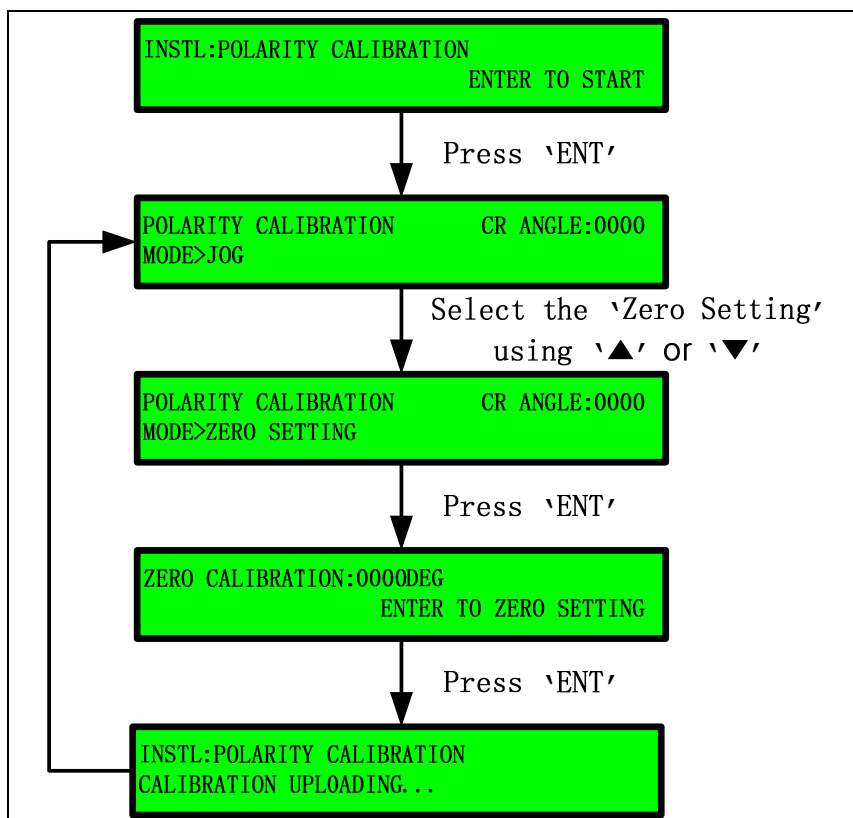 INSTL:POLARITY CALIBRATION
ENTER TO START
Press ‵ENT′
POLARITY CALIBRATION CR ANGLE:0000
MODE>JOG
Select the ‵Zero Setting′
using ‵▲′ or ‵▼′
POLARITY CALIBRATION CR ANGLE:0000
MODE>ZERO SETTING
Press ‵ENT′
ZERO CALIBRATION:0000DEG
ENTER TO ZERO SETTING
Press ‵ENT′
INSTL:POLARITY CALIBRATION
CALIBRATION UPLOADING...